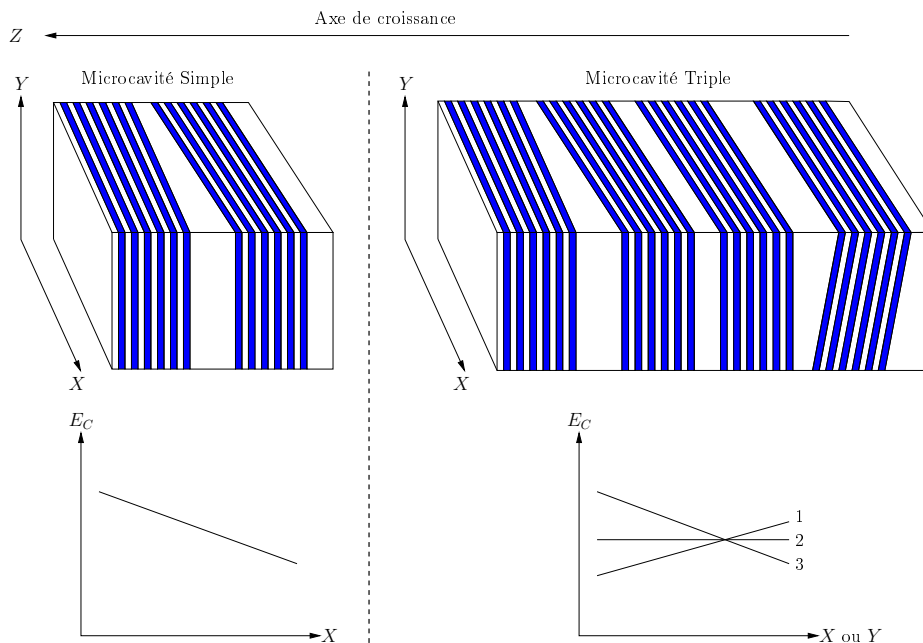 Axe de croissance
Z
Microcavité Simple
Microcavité Triple
Y
Y
X
X
E_C
E_C
1
2
3
X
X ou Y